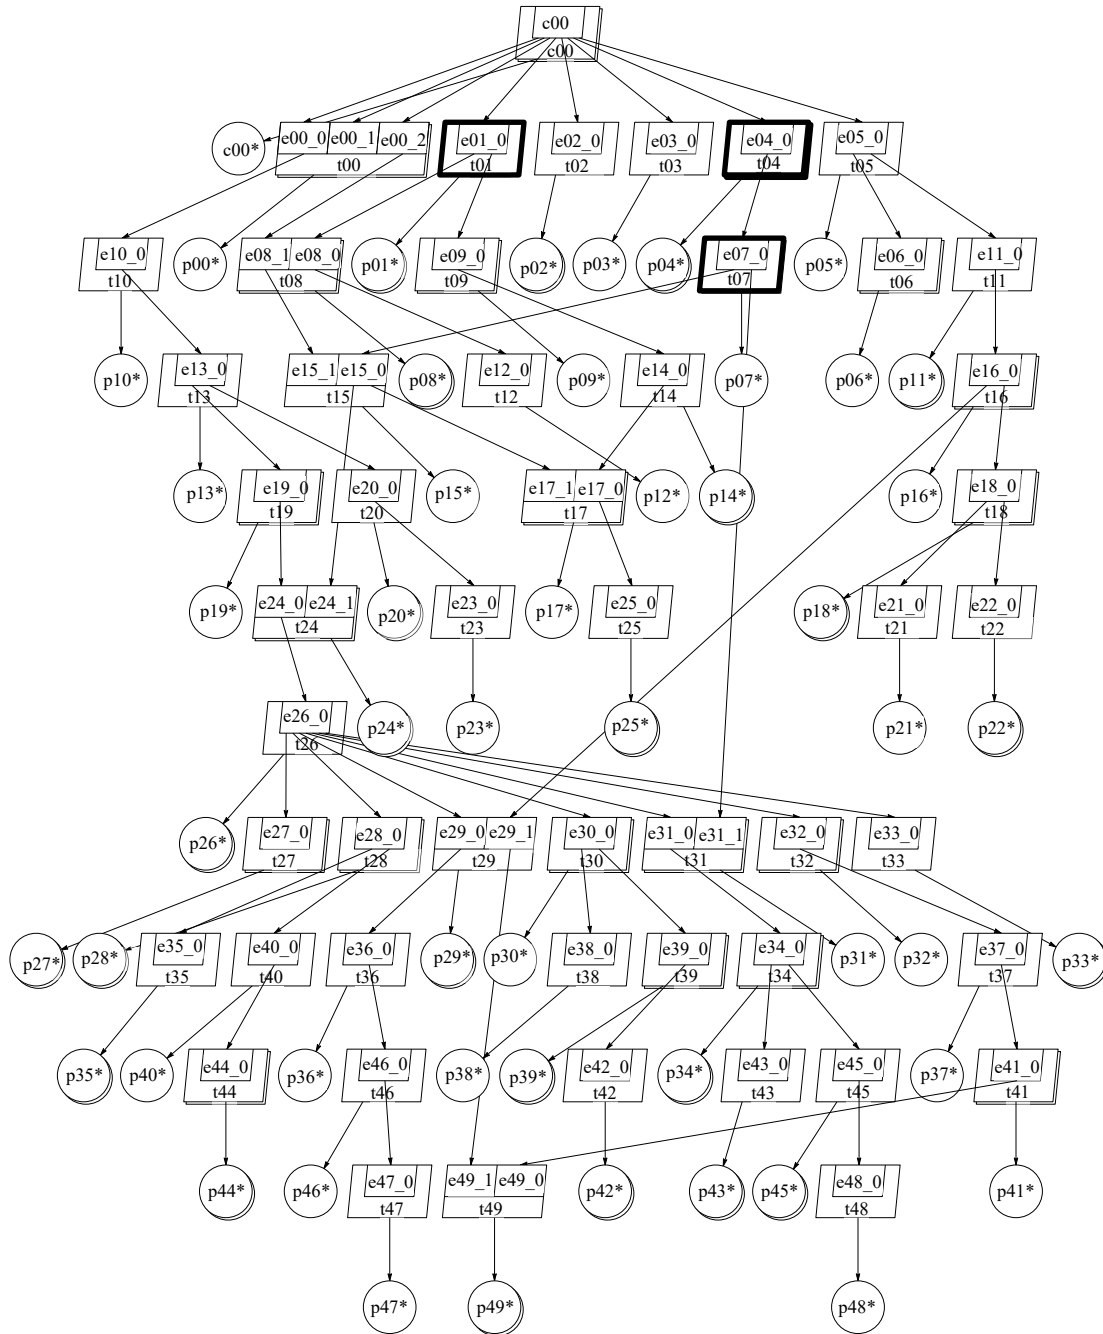 c00
c00
c00* e00_0 e00_1 e00_2 e01_0 e02_0 e03_0 e04_0 e05_0
t00 t01 t02 t03 t04 t05
e10_0 p00* e08_1 e08_0 p01* e09_0 p02* p03* p04* e07_0 p05* e06_0 e11_0
t10 t08 t09 t07 t06 t11
p10* e13_0 e15_1 e15_0 p08* e12_0 p09* e14_0 p07* p06* p11* e16_0
t13 t15 t12 t14 t16
p13* e19_0 e20_0 p15* e17_1 e17_0 p12* p14* p16* e18_0
t19 t20 t17 t18
p19* e24_0 e24_1 p20* e23_0 p17* e25_0 p18* e21_0 e22_0
t24 t23 t25 t21 t22
e26_0 p24* p23* p25* p21* p22*
t26
p26* e27_0 e28_0 e29_0 e29_1 e30_0 e31_0 e31_1 e32_0 e33_0
t27 t28 t29 t30 t31 t32 t33
p27* p28* e35_0 e40_0 e36_0 p29* p30* e38_0 e39_0 e34_0 p31* p32* e37_0 p33*
t35 t40 t36 t38 t39 t34 t37
p35* p40* e44_0 p36* e46_0 p38* p39* e42_0 p34* e43_0 e45_0 p37* e41_0
t44 t46 t42 t43 t45 t41
p44* p46* e47_0 e49_1 e49_0 p42* p43* p45* e48_0 p41*
t47 t49 t48
p47* p49* p48*